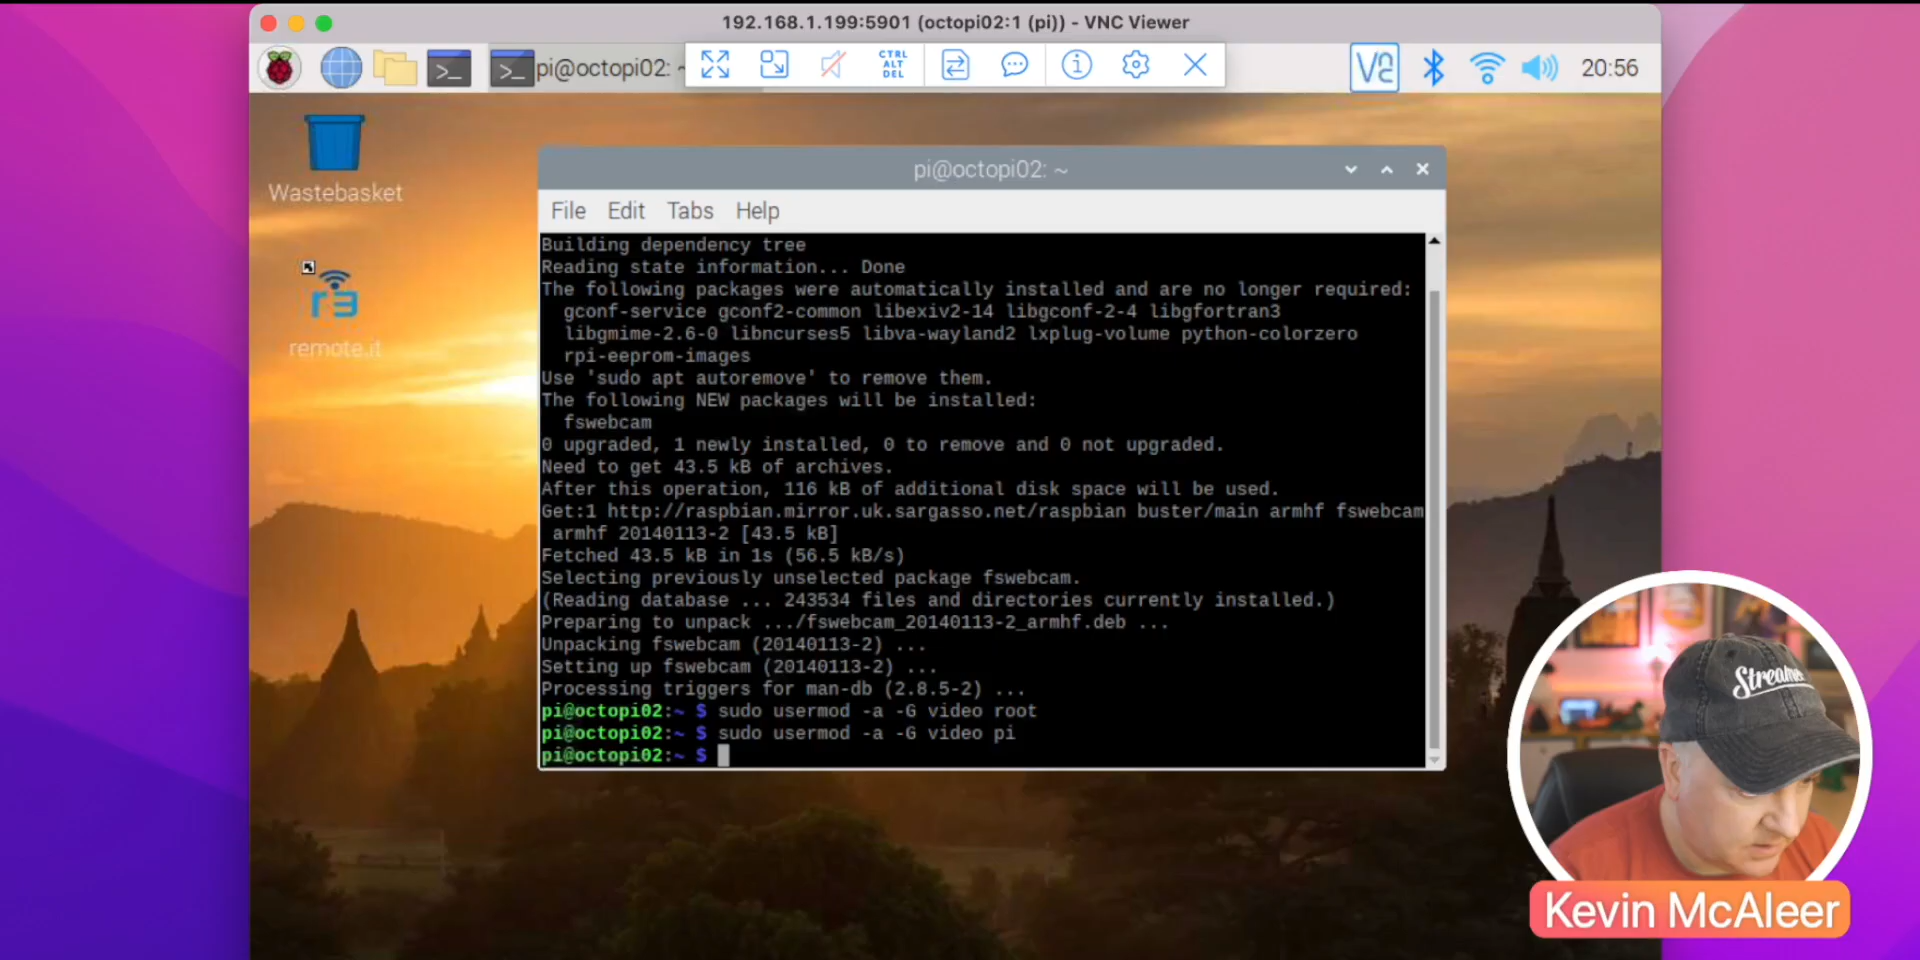 192.168.1.199:5901 (octopi02:1 (pi)) - VNC Viewer
pi@octopi02: ~
CTRL
ALT
DEL
20:56
Wastebasket
r3
remote.it
pi@octopi02: ~
File Edit Tabs Help
Building dependency tree
Reading state information... Done
The following packages were automatically installed and are no longer required:
gconf-service gconf2-common libexiv2-14 libgconf-2-4 libgfortran3
libgmime-2.6-0 libncurses5 libva-wayland2 lxplug-volume python-colorzero
rpi-eeprom-images
Use 'sudo apt autoremove' to remove them.
The following NEW packages will be installed:
fswebcam
0 upgraded, 1 newly installed, 0 to remove and 0 not upgraded.
Need to get 43.5 kB of archives.
After this operation, 116 kB of additional disk space will be used.
Get:1 http://raspbian.mirror.uk.sargasso.net/raspbian buster/main armhf fswebcam
armhf 20140113-2 [43.5 kB]
Fetched 43.5 kB in 1s (56.5 kB/s)
Selecting previously unselected package fswebcam.
(Reading database ... 243534 files and directories currently installed.)
Preparing to unpack .../fswebcam_20140113-2_armhf.deb ...
Unpacking fswebcam (20140113-2) ...
Setting up fswebcam (20140113-2) ...
Processing triggers for man-db (2.8.5-2) ...
pi@octopi02:~ $ sudo usermod -a -G video root
pi@octopi02:~ $ sudo usermod -a -G video pi
pi@octopi02:~ $
Kevin McAleer